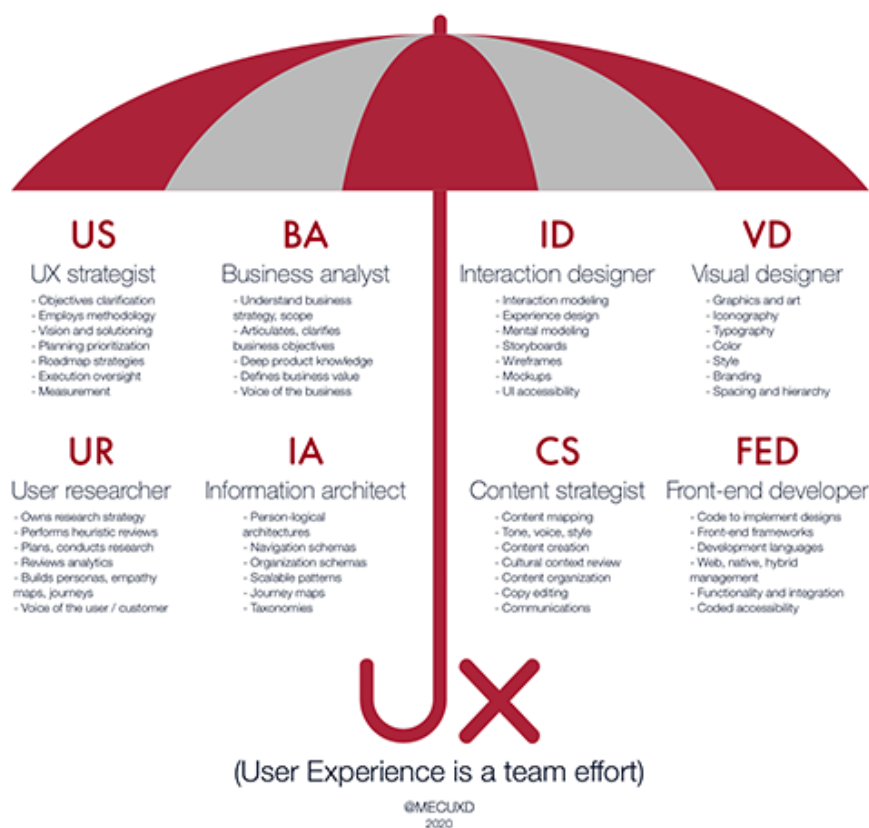 US
UX strategist
- Objectives clarification
- Employs methodology
- Vision and solutioning
- Planning prioritization
- Roadmap strategies
- Execution oversight
- Measurement
BA
Business analyst
- Understand business
strategy, scope
- Articulates, clarifies
business objectives
- Deep product knowledge
- Defines business value
- Voice of the business
ID
Interaction designer
- Interaction modeling
- Experience design
- Mental modeling
- Storyboards
- Wireframes
- Mockups
- UI accessibility
VD
Visual designer
- Graphics and art
- Iconography
- Typography
- Color
- Style
- Branding
- Spacing and hierarchy
UR
User researcher
- Owns research strategy
- Performs heuristic reviews
- Plans, conducts research
- Reviews analytics
- Builds personas, empathy
maps, journeys
- Voice of the user / customer
IA
Information architect
- Person-logical
architectures
- Navigation schemas
- Organization schemas
- Scalable patterns
- Journey maps
- Taxonomies
CS
Content strategist
- Content mapping
- Tone, voice, style
- Content creation
- Cultural context review
- Content organization
- Copy editing
- Communications
FED
Front-end developer
- Code to implement designs
- Front-end frameworks
- Development languages
- Web, native, hybrid
management
- Functionality and integration
- Coded accessibility
UX
(User Experience is a team effort)
@MECUXD
2020